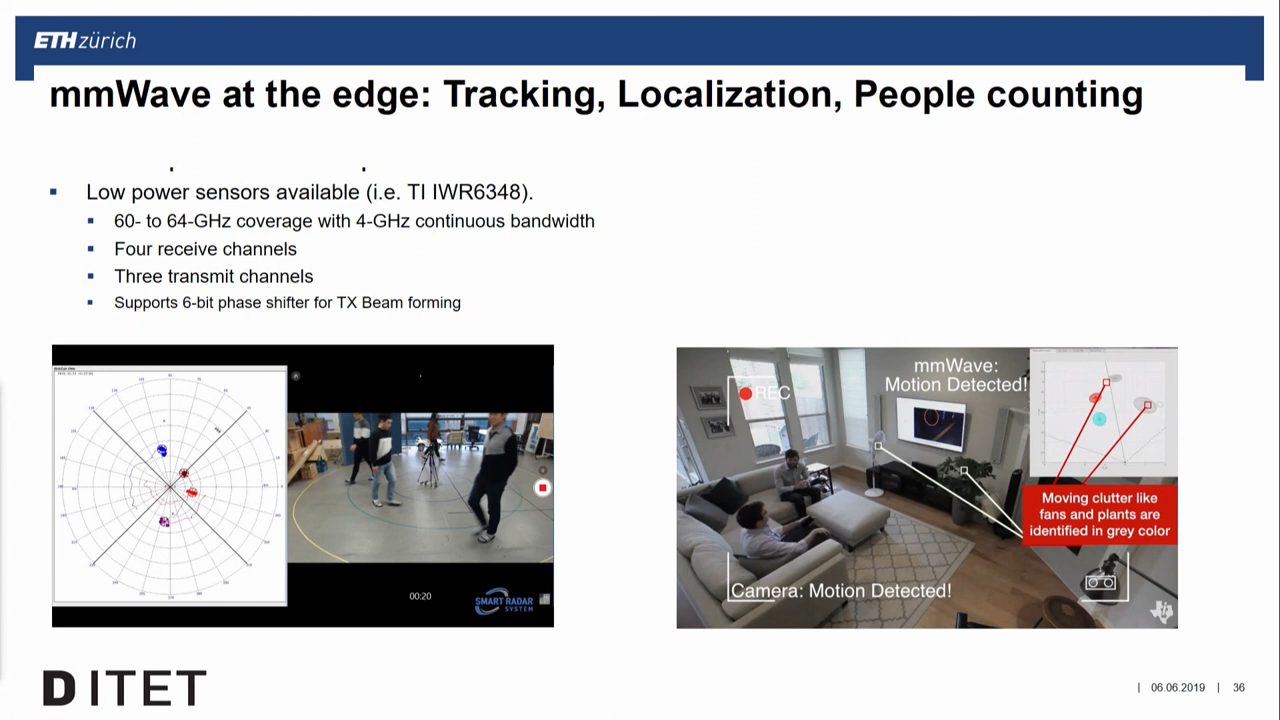 ETH zürich
mmWave at the edge: Tracking, Localization, People counting
Low power sensors available (i.e. TI IWR6348).
60- to 64-GHz coverage with 4-GHz continuous bandwidth
Four receive channels
Three transmit channels
Supports 6-bit phase shifter for TX Beam forming
00:20
SMART RADAR
SYSTEM
REC
mmWave:
Motion Detected!
Moving clutter like
fans and plants are
identified in grey color
Camera: Motion Detected!
D ITET
| 06.06.2019 | 36